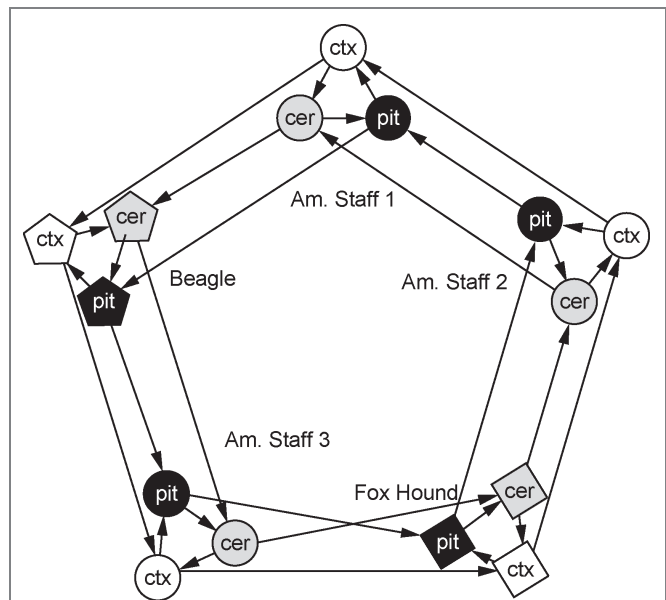 ctx
cer
pit
Am. Staff 1
cer
ctx
pit
Beagle
pit
ctx
Am. Staff 2
cer
Am. Staff 3
pit
cer
ctx
Fox Hound
cer
pit
ctx